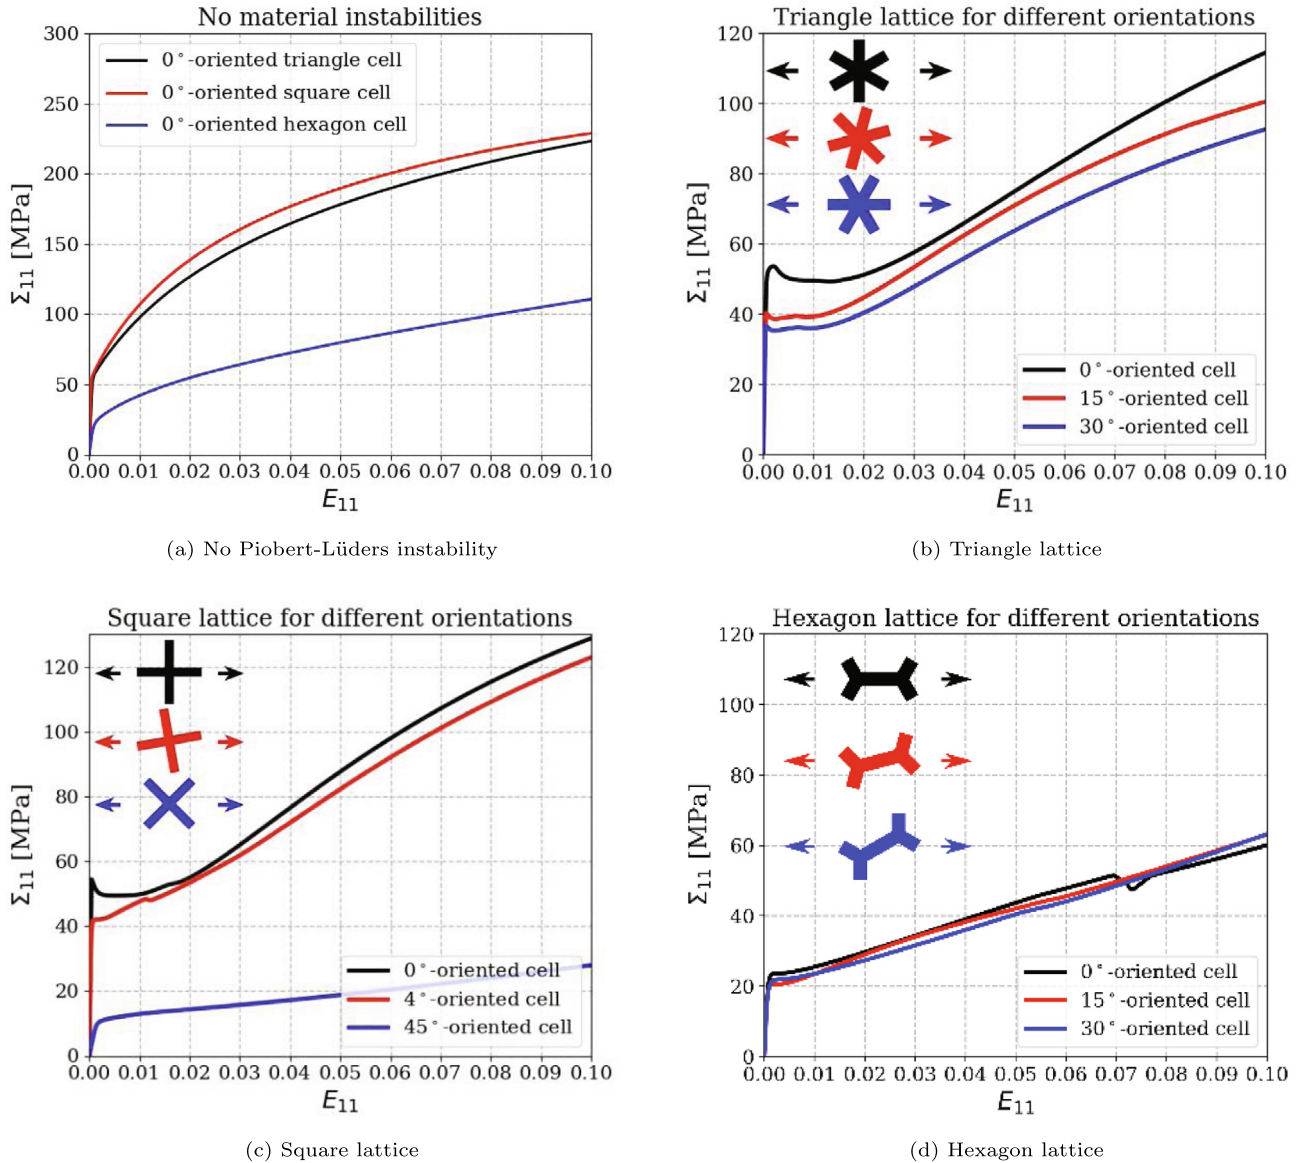 No material instabilities
300
250
200
150
100
50
0
Σ11 [MPa]
0°-oriented triangle cell
0°-oriented square cell
0°-oriented hexagon cell
0.00 0.01 0.02 0.03 0.04 0.05 0.06 0.07 0.08 0.09 0.10
E11
(a) No Piobert-Lüders instability
Triangle lattice for different orientations
120
100
80
60
40
20
0
Σ11 [MPa]
0°-oriented cell
15°-oriented cell
30°-oriented cell
0.00 0.01 0.02 0.03 0.04 0.05 0.06 0.07 0.08 0.09 0.10
E11
(b) Triangle lattice
Square lattice for different orientations
120
100
80
60
40
20
0
Σ11 [MPa]
0°-oriented cell
4°-oriented cell
45°-oriented cell
0.00 0.01 0.02 0.03 0.04 0.05 0.06 0.07 0.08 0.09 0.10
E11
(c) Square lattice
Hexagon lattice for different orientations
120
100
80
60
40
20
0
Σ11 [MPa]
0°-oriented cell
15°-oriented cell
30°-oriented cell
0.00 0.01 0.02 0.03 0.04 0.05 0.06 0.07 0.08 0.09 0.10
E11
(d) Hexagon lattice